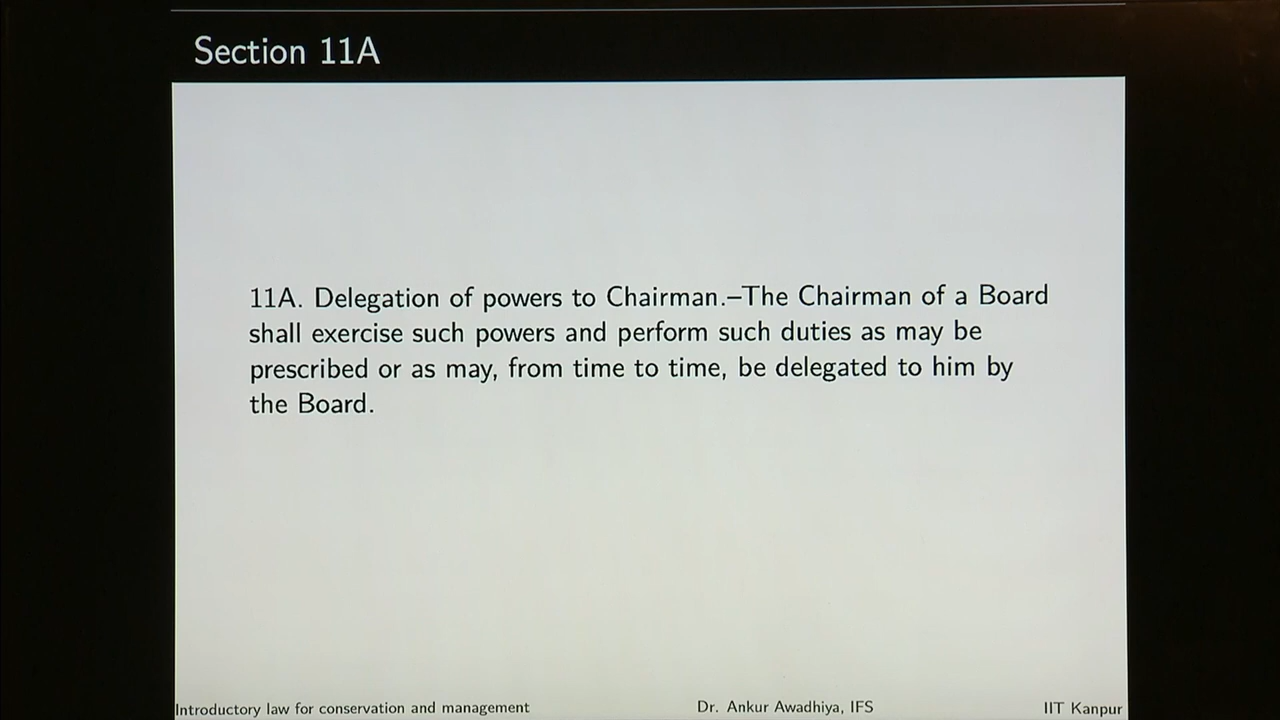 Section 11A
11A. Delegation of powers to Chairman.–The Chairman of a Board
shall exercise such powers and perform such duties as may be
prescribed or as may, from time to time, be delegated to him by
the Board.
Introductory law for conservation and management Dr. Ankur Awadhiya, IFS IIT Kanpur